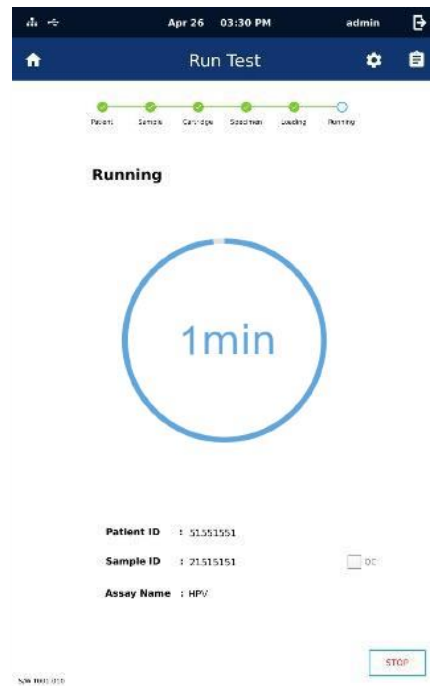 Apr 26 03:30 PM admin
Run Test
Patient Sample Cartridge Specimen Loading Running
Running
1min
Patient ID : 51551551
Sample ID : 21515151 QC
Assay Name : HPV
STOP
S/W